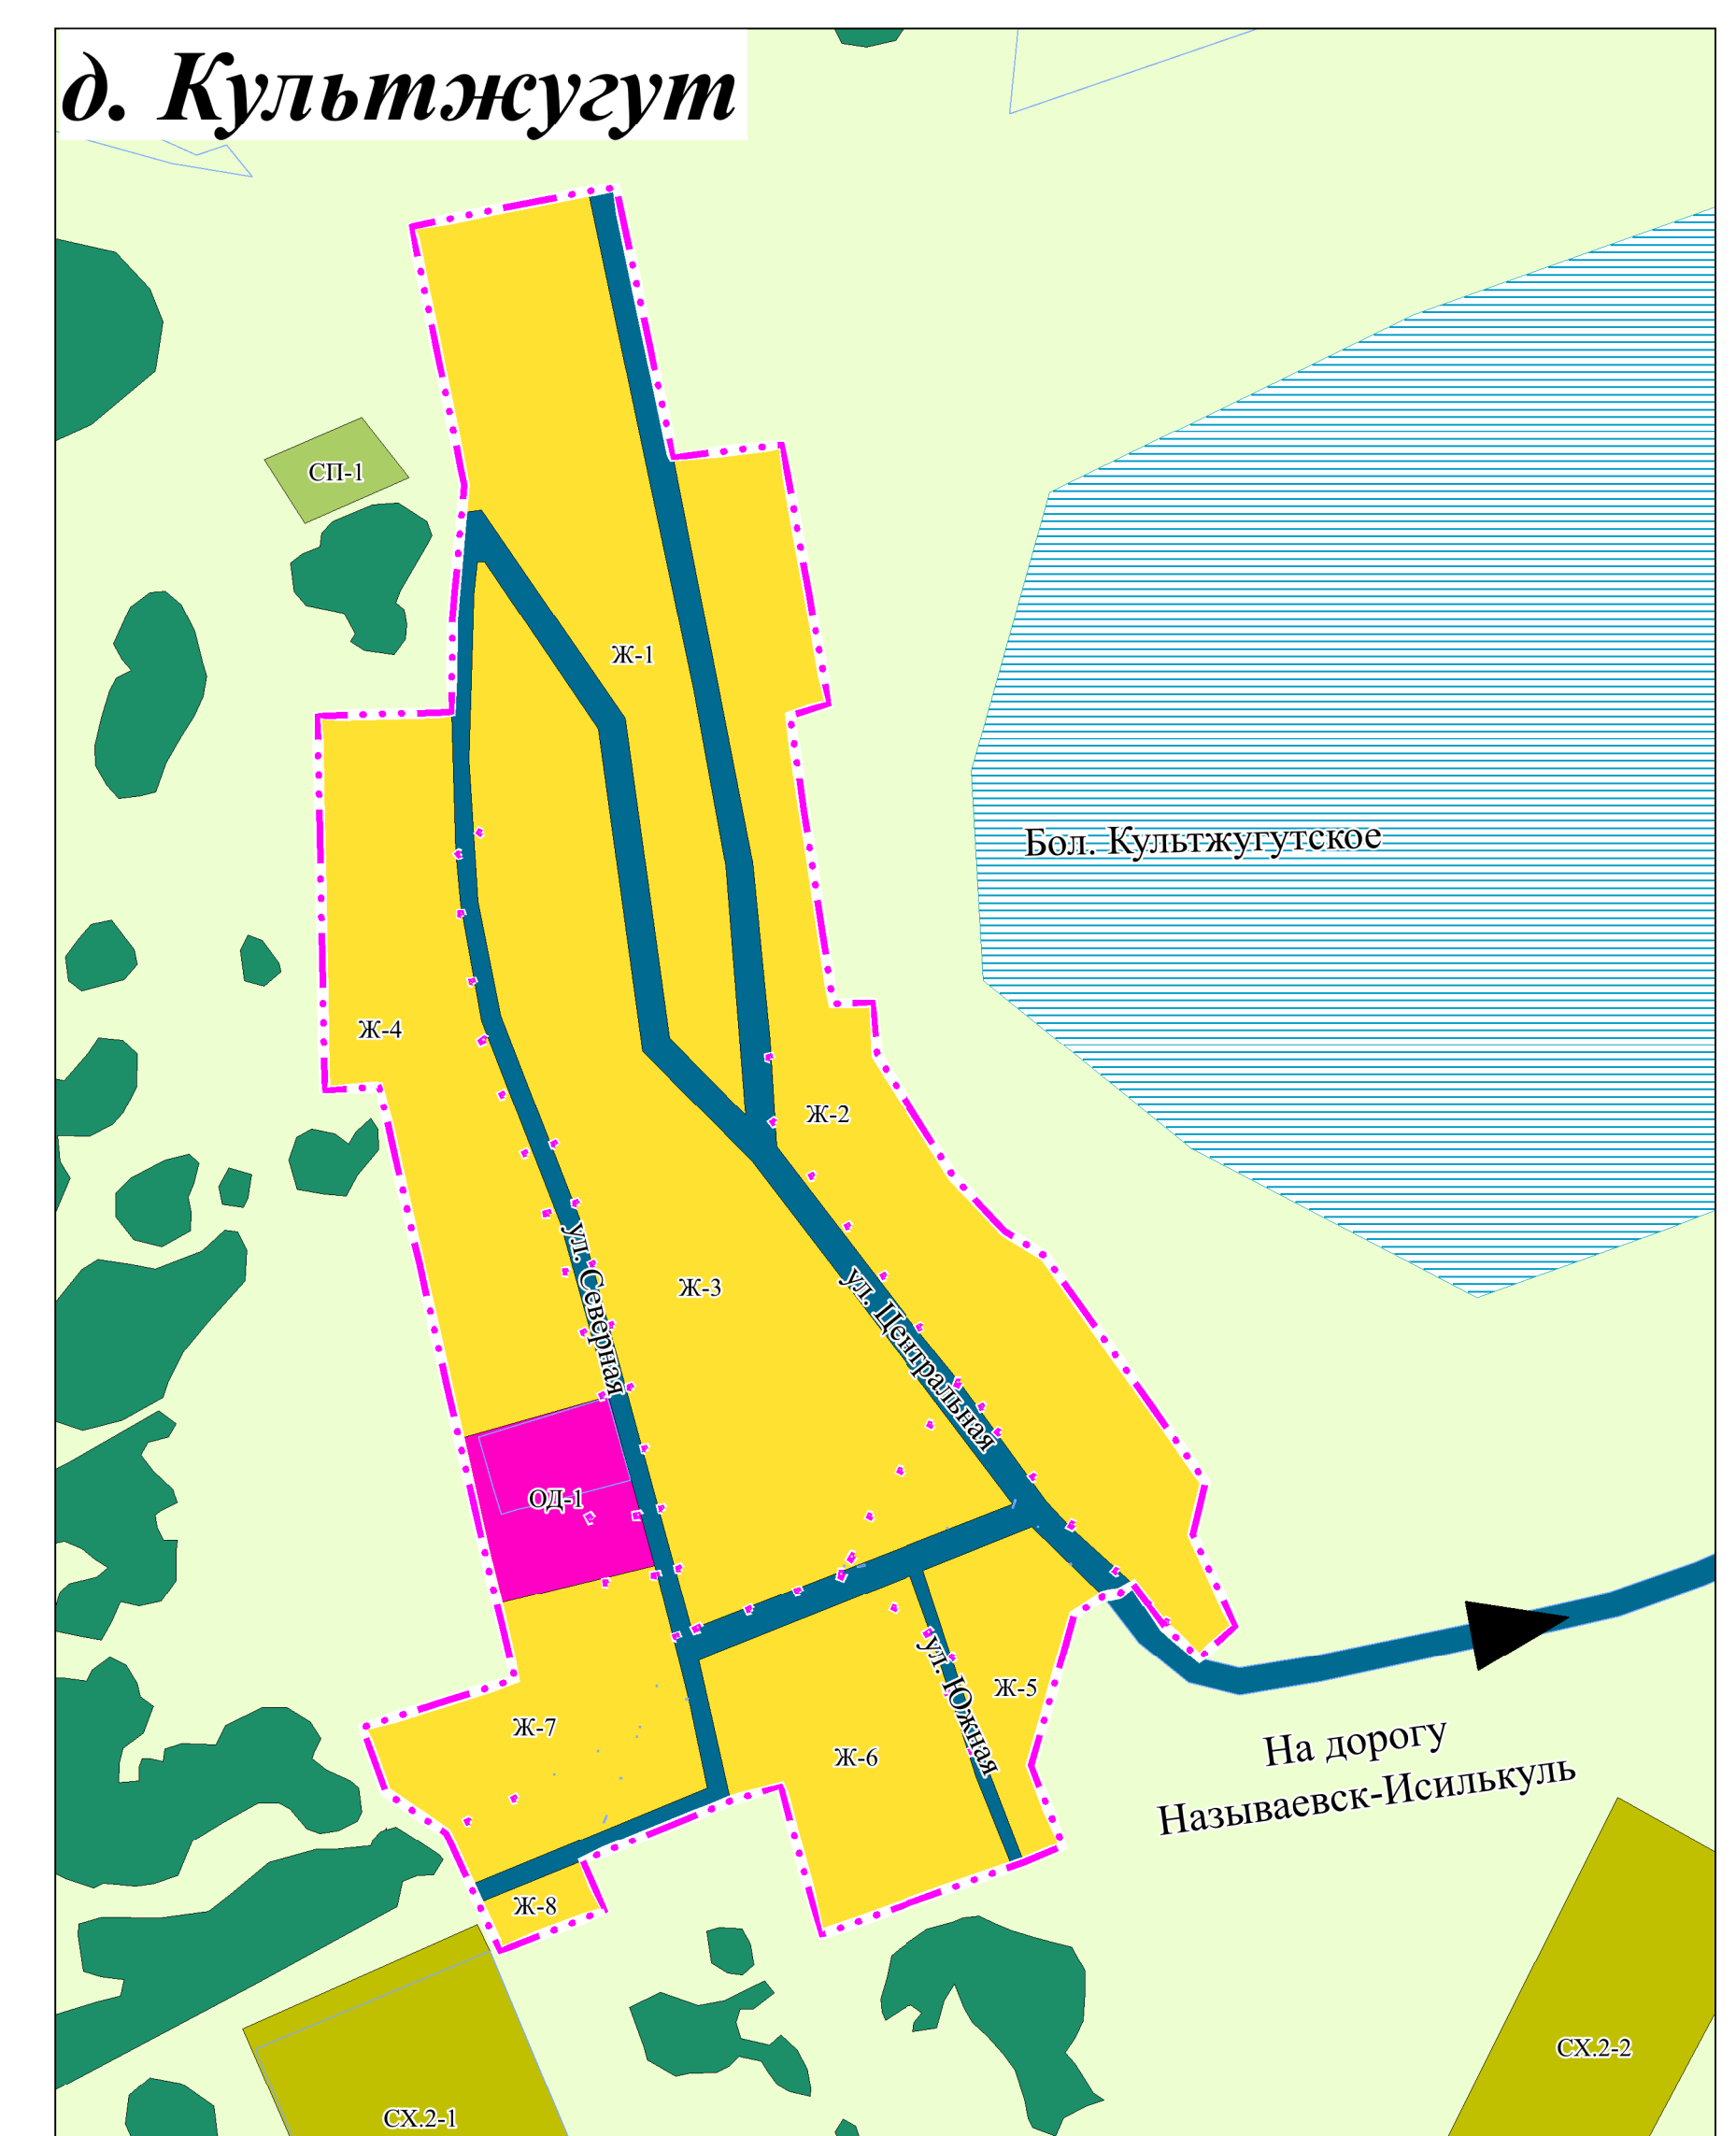 д. Культжугут
СП-1
Ж-1
Бол. Культжугутское
Ж-4
Ж-2
Ж-3
ул. Северная
ул. Центральная
ОД-1
Ж-5
ул. Южная
Ж-7
Ж-6
На дорогу
Называевск-Исилькуль
Ж-8
СХ.2-2
СХ.2-1